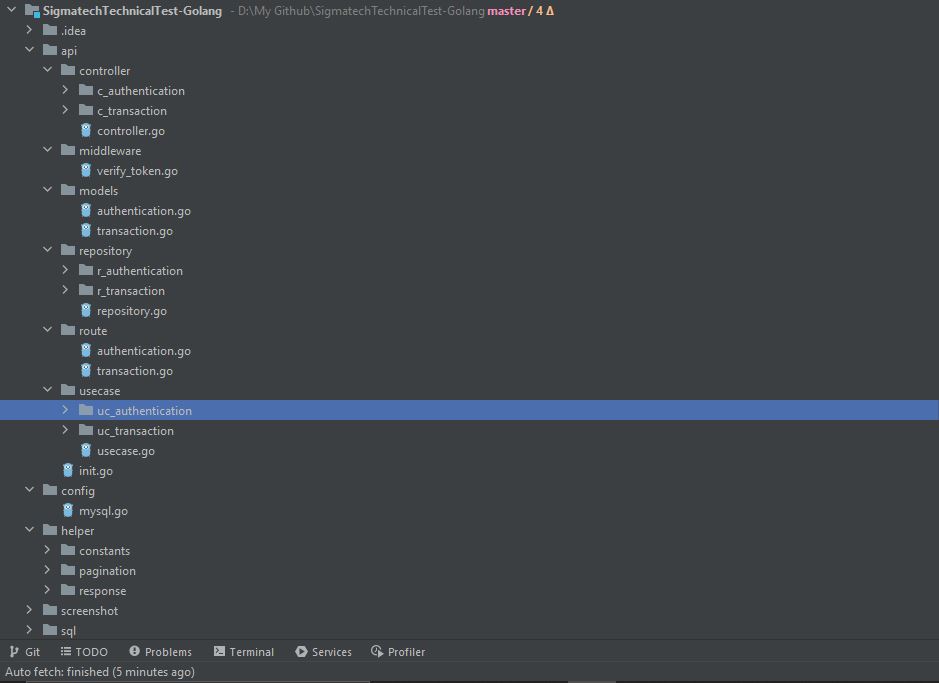 SigmatechTechnicalTest-Golang - D:\My Github\SigmatechTechnicalTest-Golang master / 4 Δ
.idea
api
controller
c_authentication
c_transaction
controller.go
middleware
verify_token.go
models
authentication.go
transaction.go
repository
r_authentication
r_transaction
repository.go
route
authentication.go
transaction.go
usecase
uc_authentication
uc_transaction
usecase.go
init.go
config
mysql.go
helper
constants
pagination
response
screenshot
sql
Git TODO Problems Terminal Services Profiler
Auto fetch: finished (5 minutes ago)